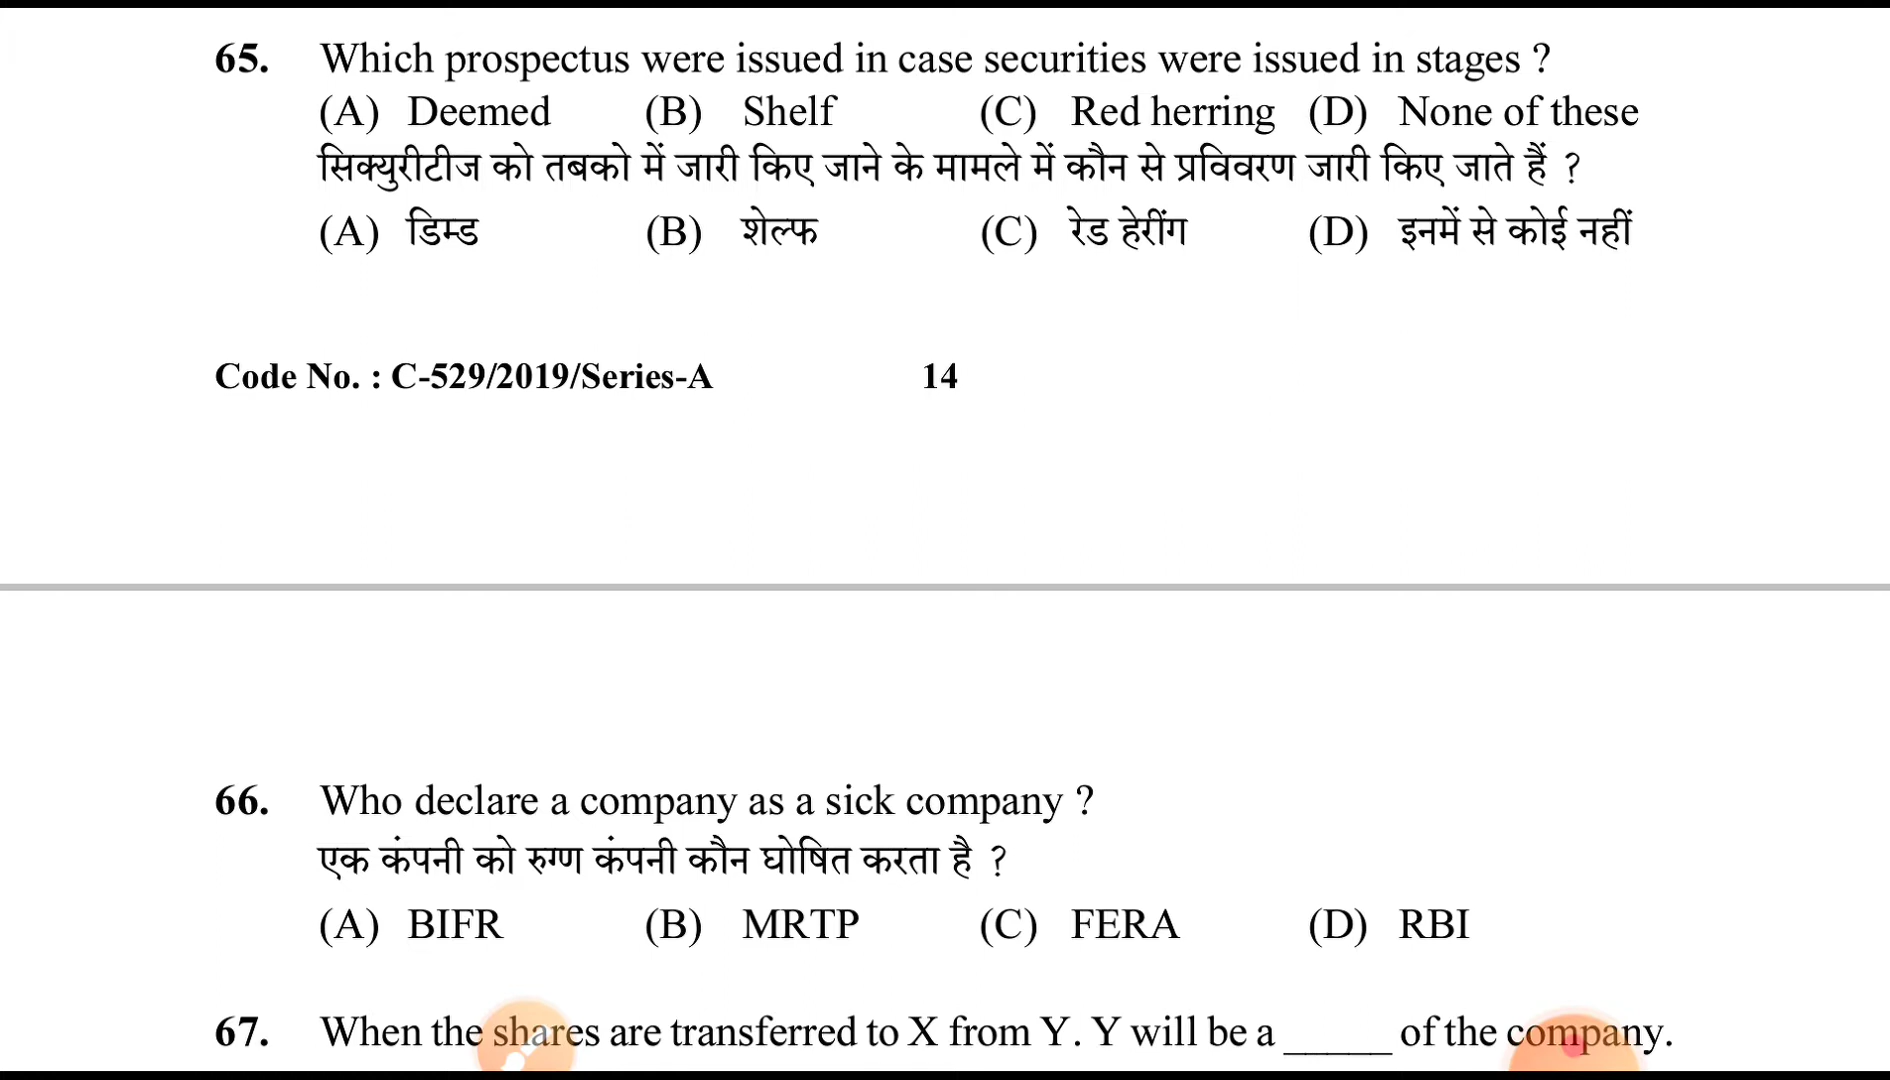 65. Which prospectus were issued in case securities were issued in stages ?
(A) Deemed (B) Shelf (C) Red herring (D) None of these
सिक्युरीटीज को तबको में जारी किए जाने के मामले में कौन से प्रविवरण जारी किए जाते हैं ?
(A) डिम्ड (B) शेल्फ (C) रेड हेरींग (D) इनमें से कोई नहीं
Code No. : C-529/2019/Series-A 14
66. Who declare a company as a sick company ?
एक कंपनी को रुग्ण कंपनी कौन घोषित करता है ?
(A) BIFR (B) MRTP (C) FERA (D) RBI
67. When the shares are transferred to X from Y. Y will be a _____ of the company.